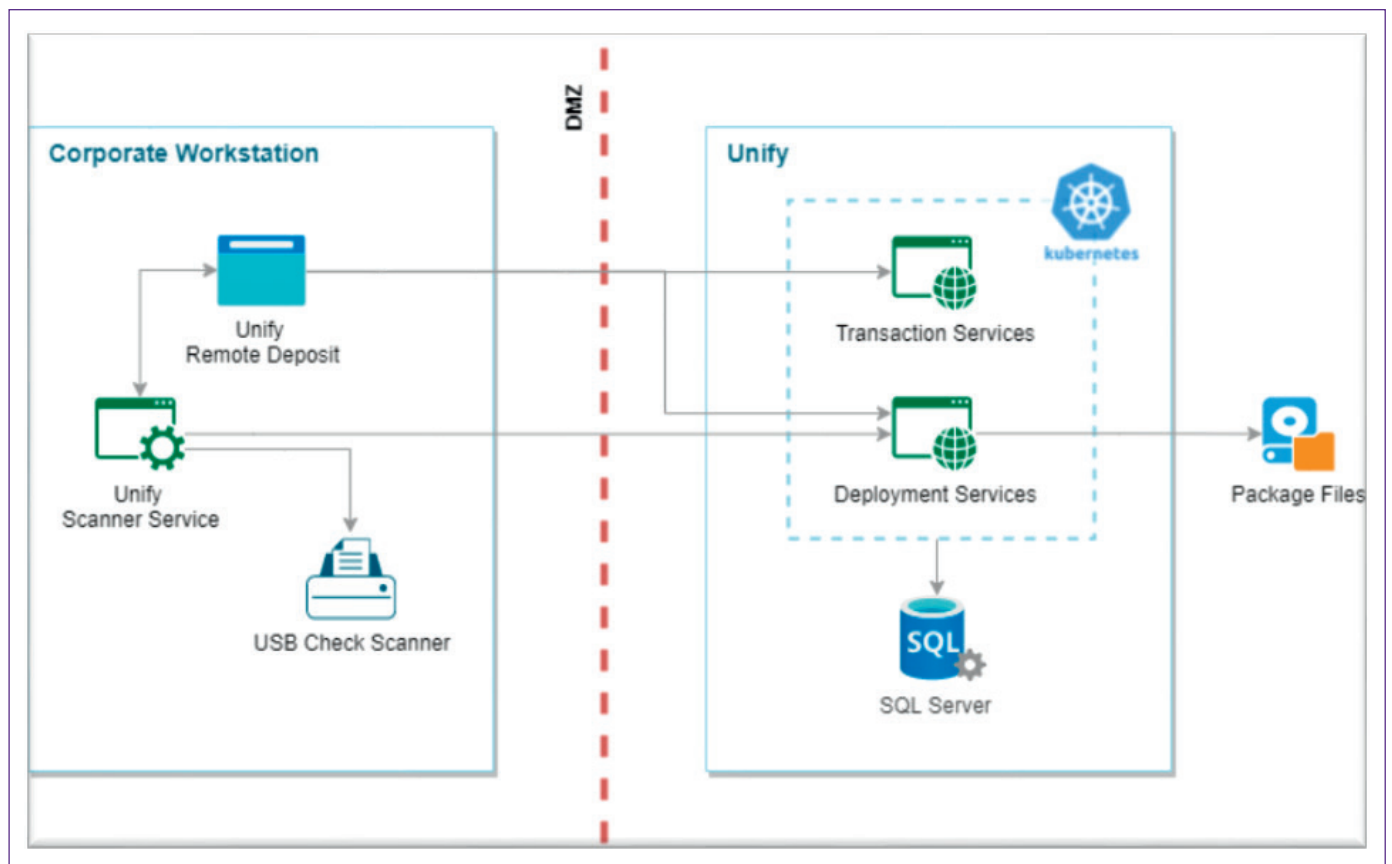 DMZ
Corporate Workstation
Unify
kubernetes
Unify
Remote Deposit
Transaction Services
Unify
Scanner Service
Deployment Services
Package Files
USB Check Scanner
SQL
SQL Server